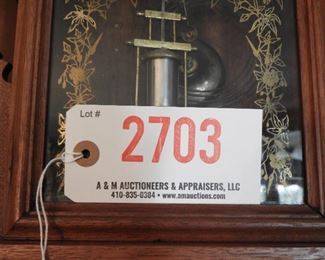 Lot #
2703
A & M AUCTIONEERS & APPRAISERS, LLC
410-835-0384 • www.amauctions.com